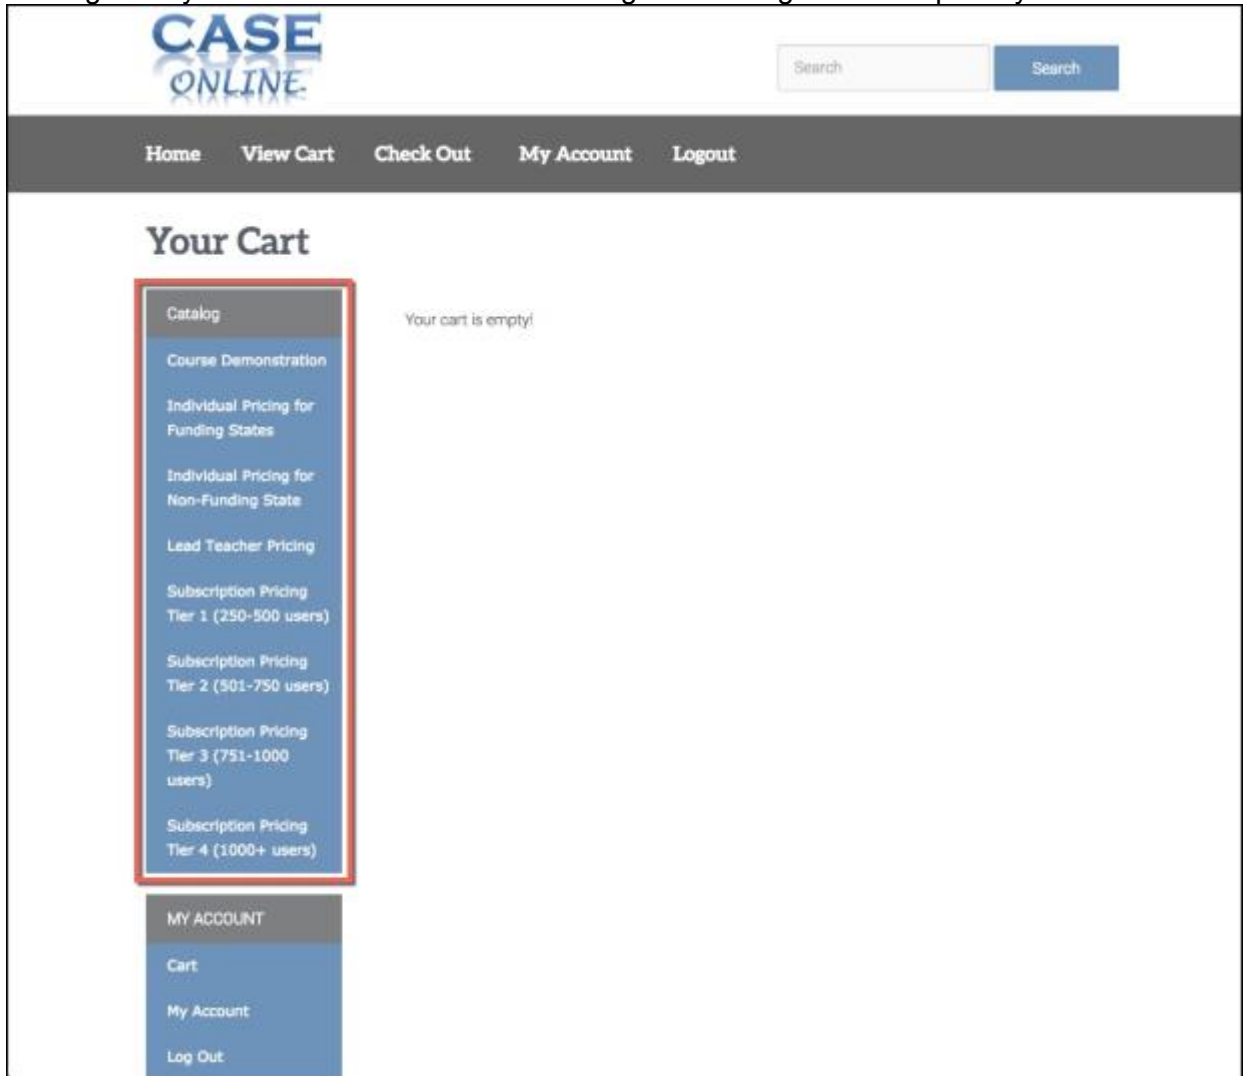 CASE
ONLINE
Search
Search
Home View Cart Check Out My Account Logout
Your Cart
Catalog
Your cart is empty!
Course Demonstration
Individual Pricing for
Funding States
Individual Pricing for
Non-Funding State
Lead Teacher Pricing
Subscription Pricing
Tier 1 (250-500 users)
Subscription Pricing
Tier 2 (501-750 users)
Subscription Pricing
Tier 3 (751-1000
users)
Subscription Pricing
Tier 4 (1000+ users)
MY ACCOUNT
Cart
My Account
Log Out